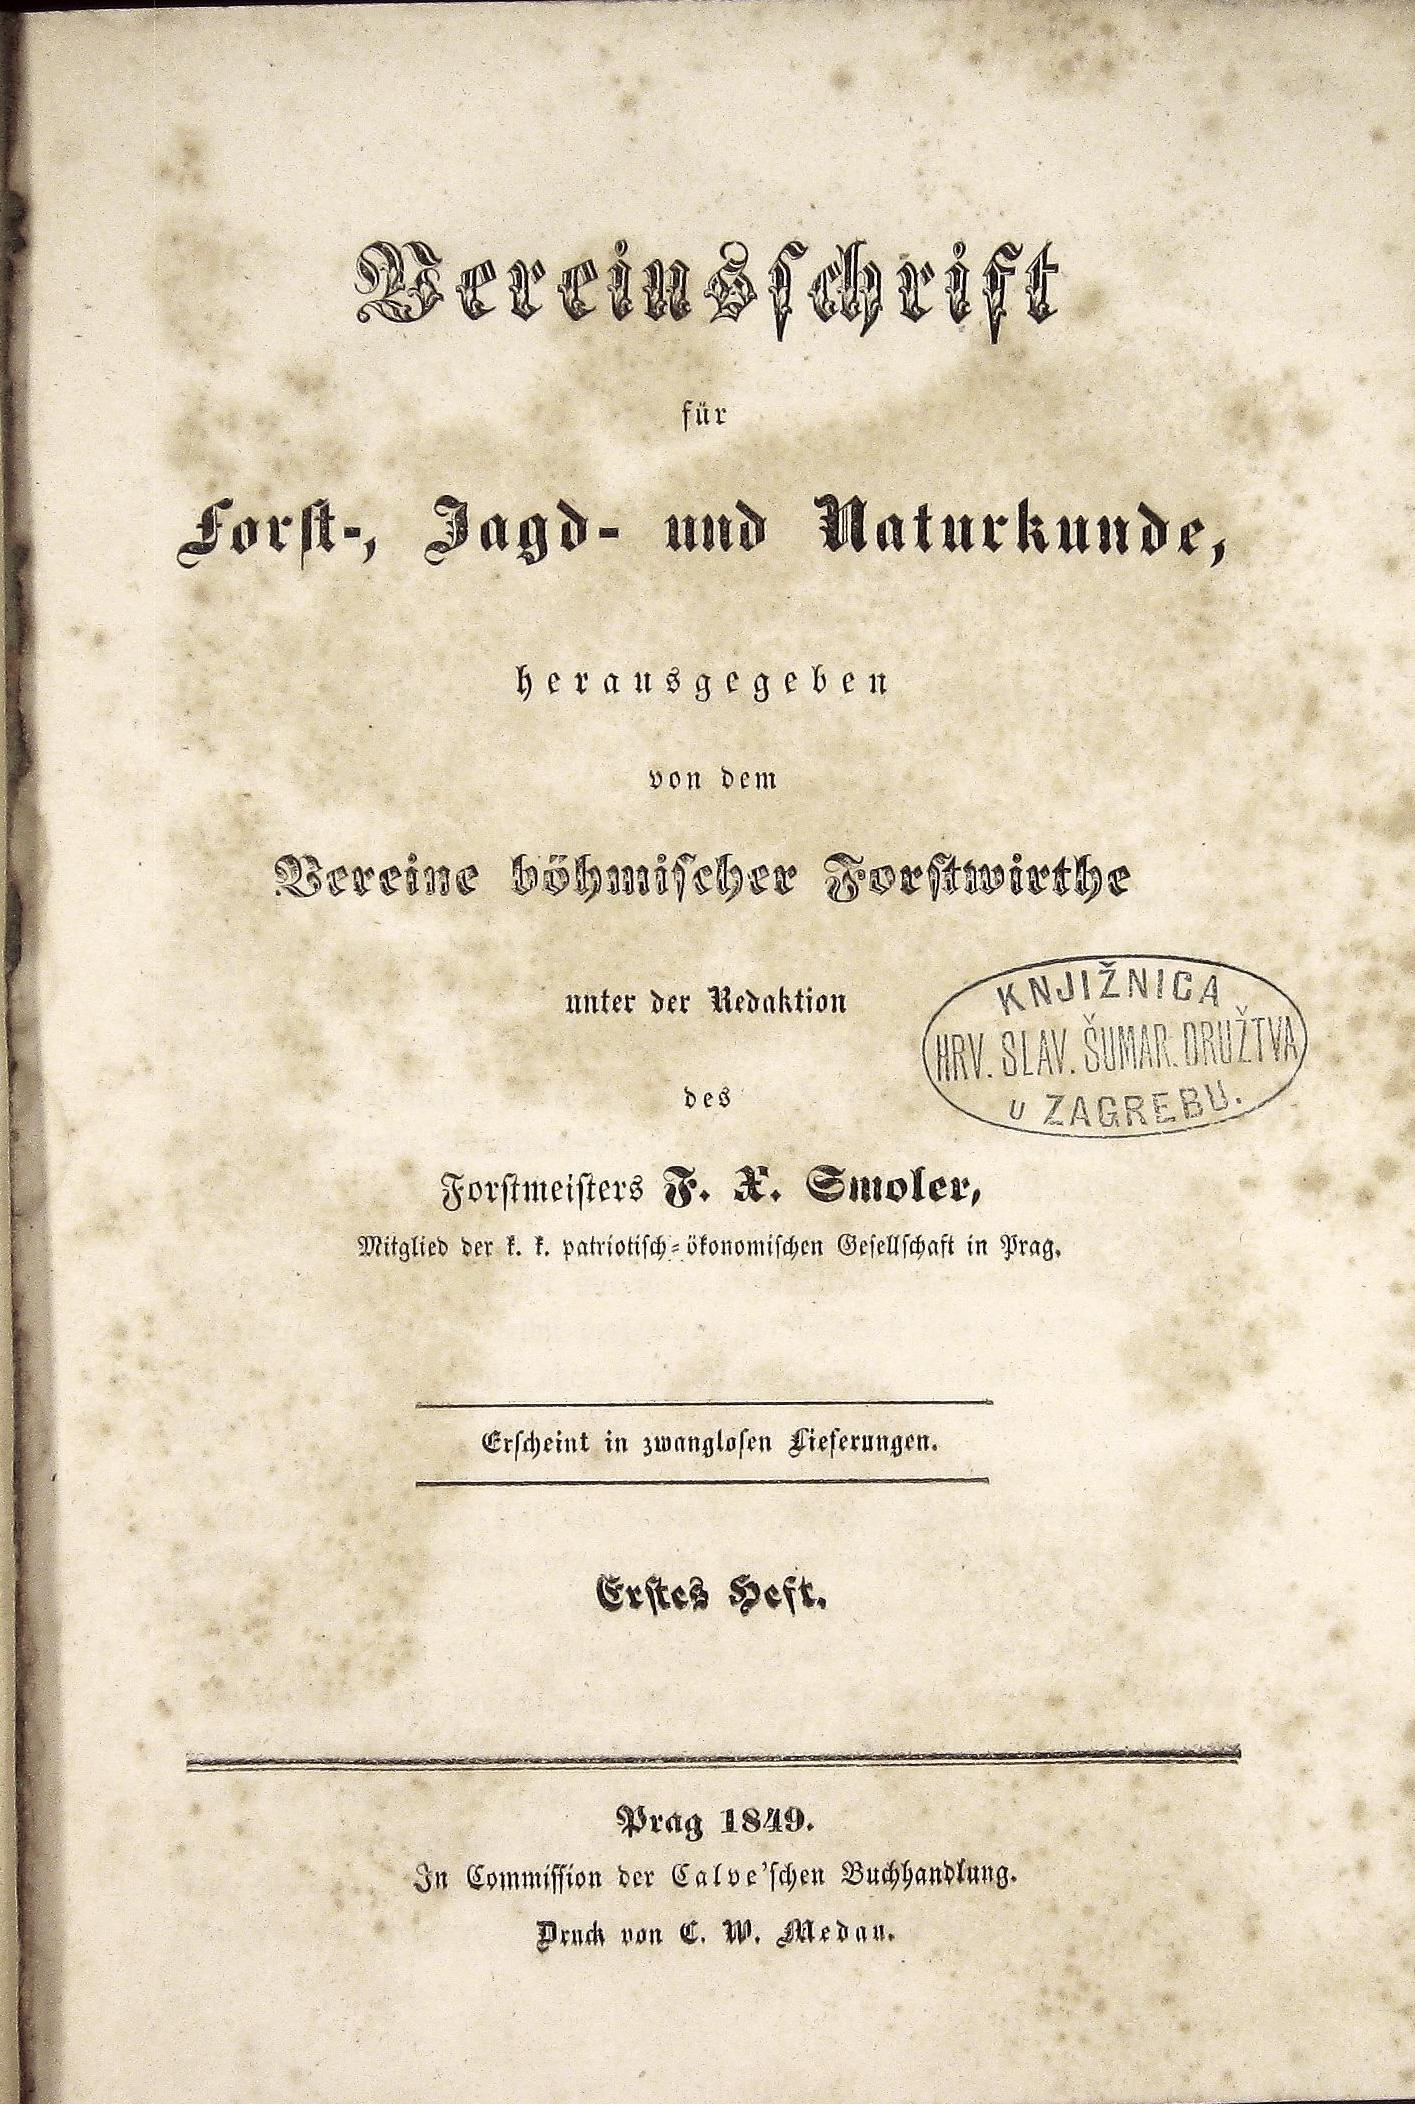 Vereinsschrift
für
Forst-, Jagd- und Naturkunde,
herausgegeben
von dem
Vereine böhmischer Forstwirthe
unter der Redaktion
des
KNJIŽNICA
HRV. SLAV. ŠUMAR. DRUŽTVA
U ZAGREBU.
Forstmeisters F. X. Smoler,
Mitglied der k. k. patriotisch-ökonomischen Gesellschaft in Prag.
Erscheint in zwanglosen Lieferungen.
Erstes Heft.
Prag 1849.
In Commission der Calve'schen Buchhandlung.
Druck von C. W. Medau.